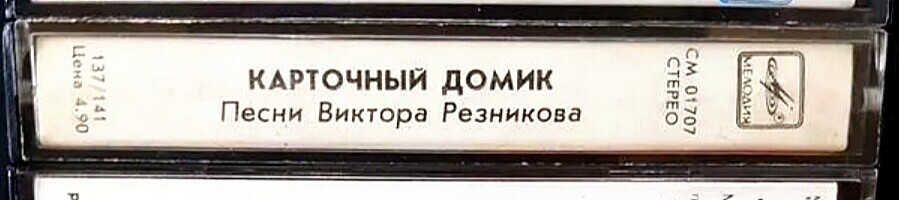 137/141
Цена 4.90
КАРТОЧНЫЙ ДОМИК
Песни Виктора Резникова
СМ 01707
СТЕРЕО
МЕЛОДИЯ